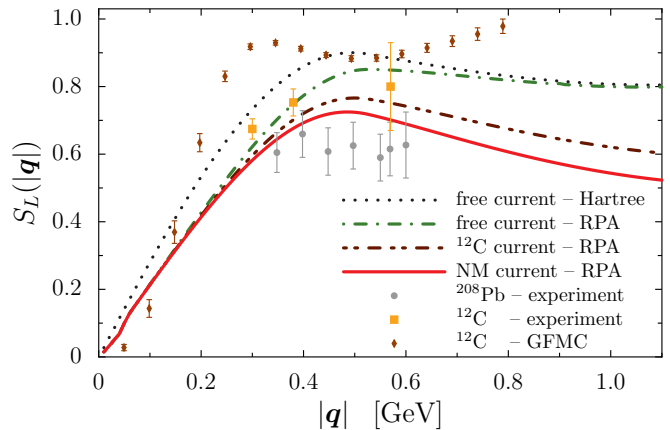 1.0
0.8
0.6
0.4
0.2
0
S_L(|q|)
free current – Hartree
free current – RPA
¹²C current – RPA
NM current – RPA
²⁰⁸Pb – experiment
¹²C – experiment
¹²C – GFMC
0 0.2 0.4 0.6 0.8 1.0
|q| [GeV]